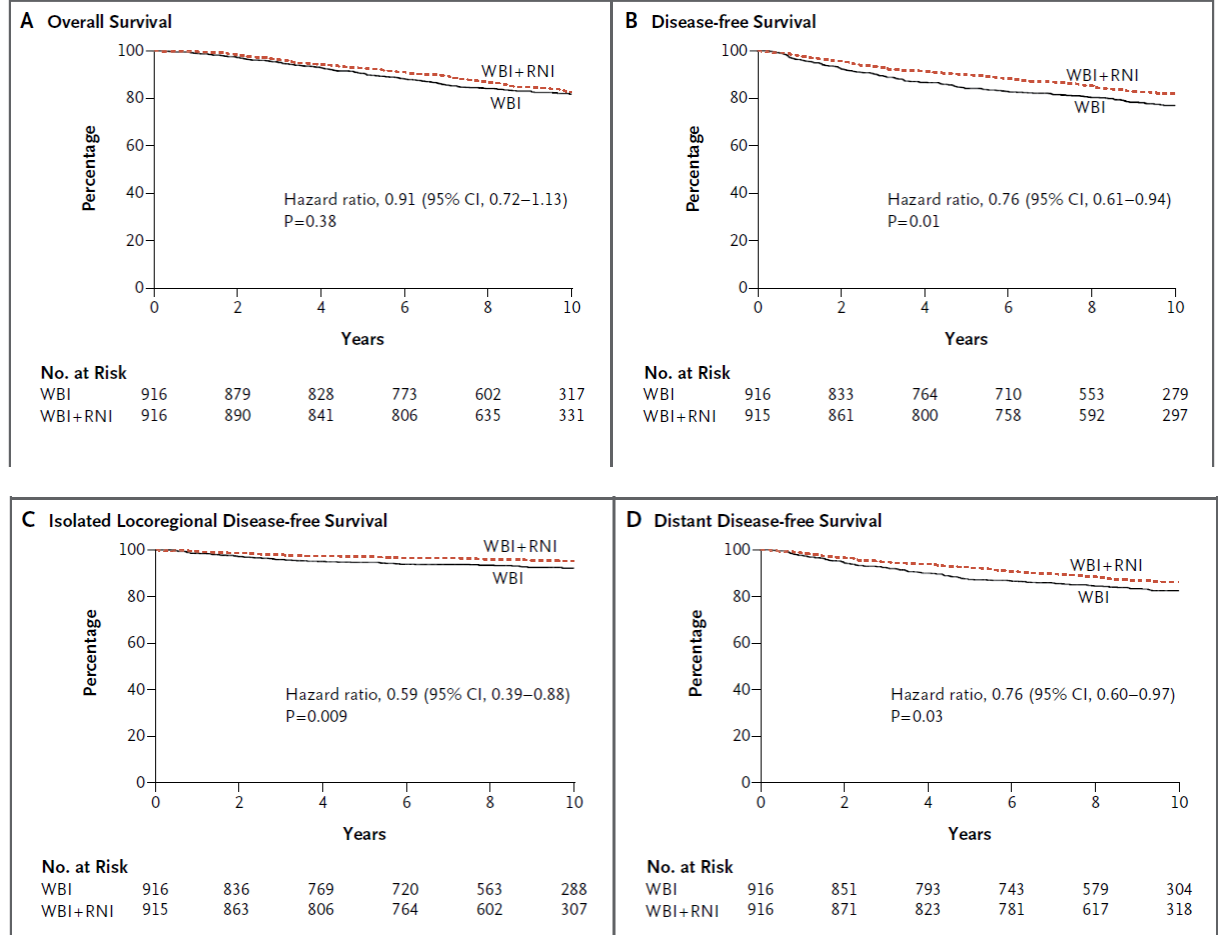 A Overall Survival
100
80
60
40
20
0
Percentage
WBI+RNI
WBI
Hazard ratio, 0.91 (95% CI, 0.72–1.13)
P=0.38
0 2 4 6 8 10
Years
No. at Risk
WBI 916 879 828 773 602 317
WBI+RNI 916 890 841 806 635 331
B Disease-free Survival
100
80
60
40
20
0
Percentage
WBI+RNI
WBI
Hazard ratio, 0.76 (95% CI, 0.61–0.94)
P=0.01
0 2 4 6 8 10
Years
No. at Risk
WBI 916 833 764 710 553 279
WBI+RNI 915 861 800 758 592 297
C Isolated Locoregional Disease-free Survival
100
80
60
40
20
0
Percentage
WBI+RNI
WBI
Hazard ratio, 0.59 (95% CI, 0.39–0.88)
P=0.009
0 2 4 6 8 10
Years
No. at Risk
WBI 916 836 769 720 563 288
WBI+RNI 915 863 806 764 602 307
D Distant Disease-free Survival
100
80
60
40
20
0
Percentage
WBI+RNI
WBI
Hazard ratio, 0.76 (95% CI, 0.60–0.97)
P=0.03
0 2 4 6 8 10
Years
No. at Risk
WBI 916 851 793 743 579 304
WBI+RNI 916 871 823 781 617 318